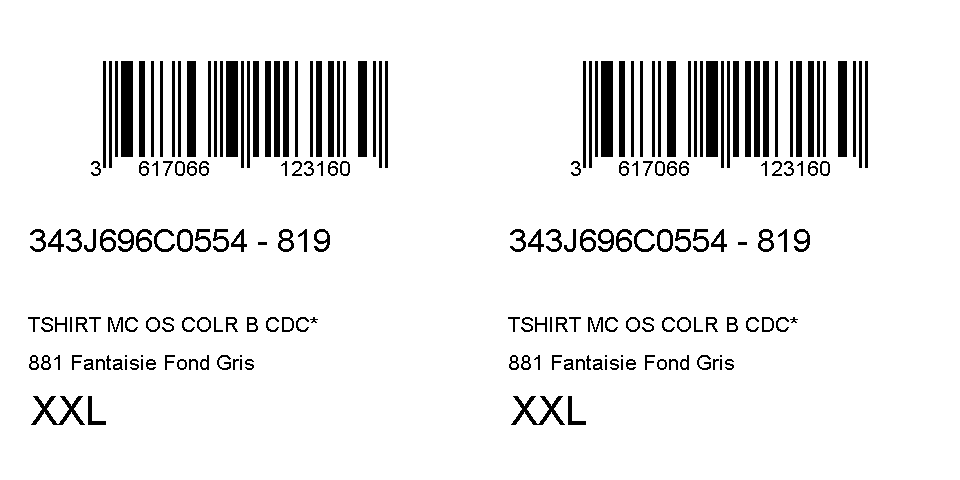 3 617066 123160
343J696C0554 - 819
TSHIRT MC OS COLR B CDC*
881 Fantaisie Fond Gris
XXL
3 617066 123160
343J696C0554 - 819
TSHIRT MC OS COLR B CDC*
881 Fantaisie Fond Gris
XXL